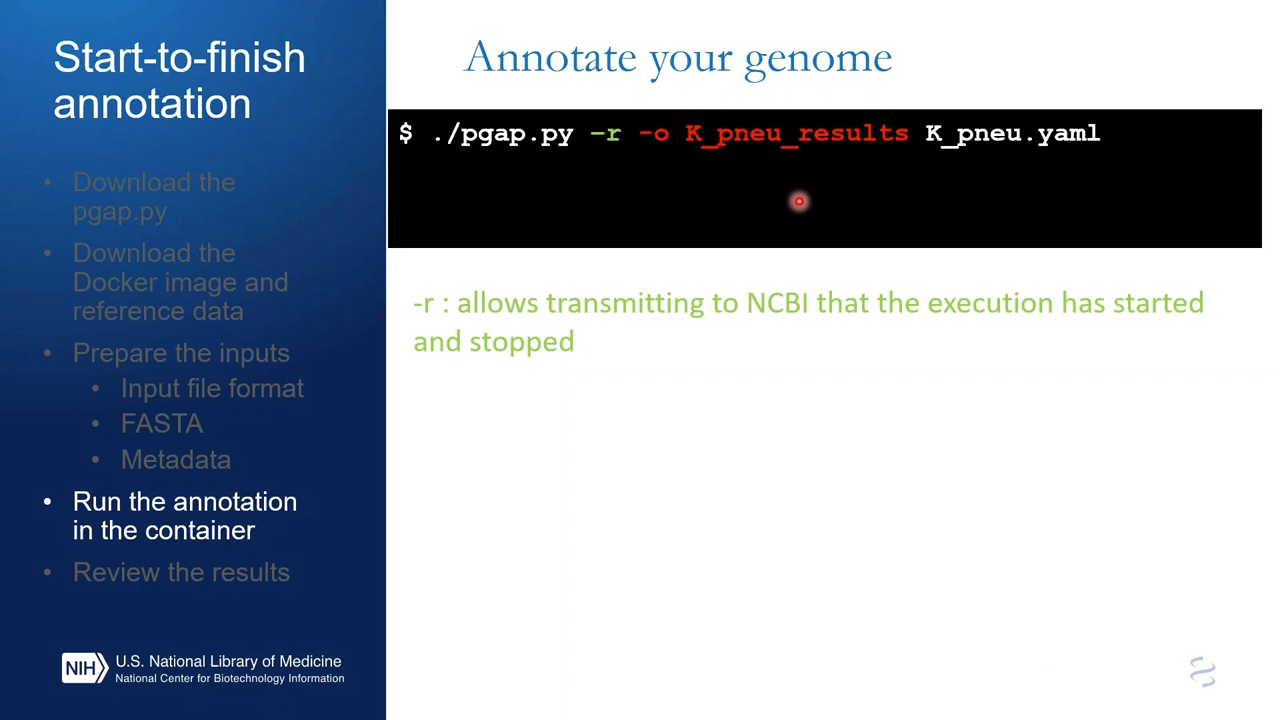 Start-to-finish
annotation
• Download the
pgap.py
• Download the
Docker image and
reference data
• Prepare the inputs
• Input file format
• FASTA
• Metadata
• Run the annotation
in the container
• Review the results
NIH U.S. National Library of Medicine
National Center for Biotechnology Information
Annotate your genome
$ ./pgap.py –r -o K_pneu_results K_pneu.yaml
-r : allows transmitting to NCBI that the execution has started
and stopped